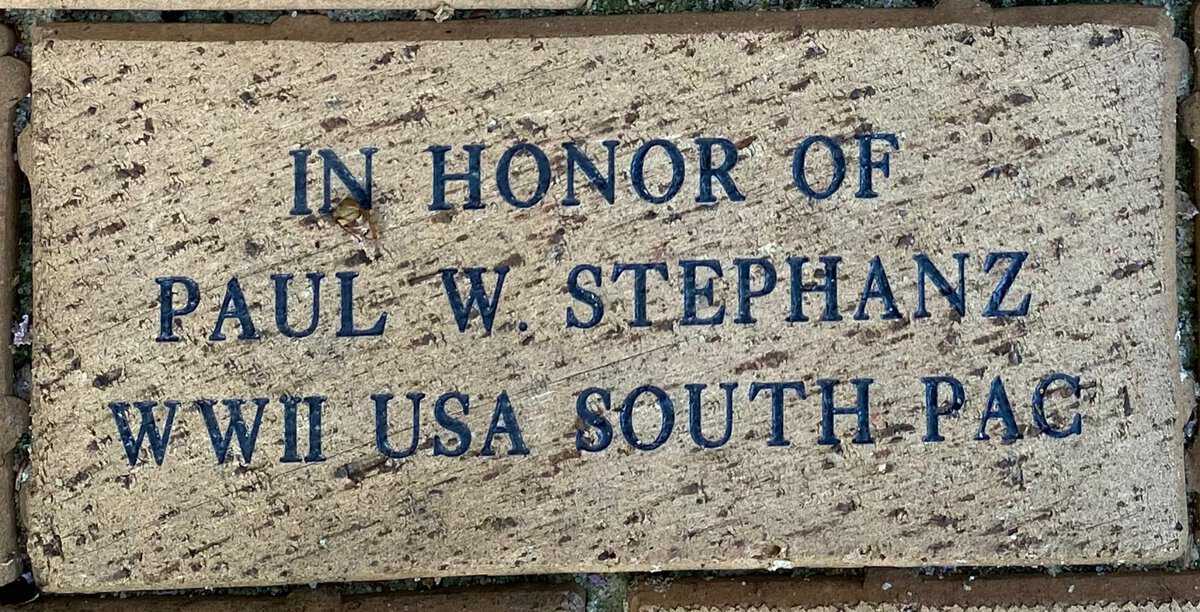 IN HONOR OF
PAUL W. STEPHANZ
WWII USA SOUTH PAC